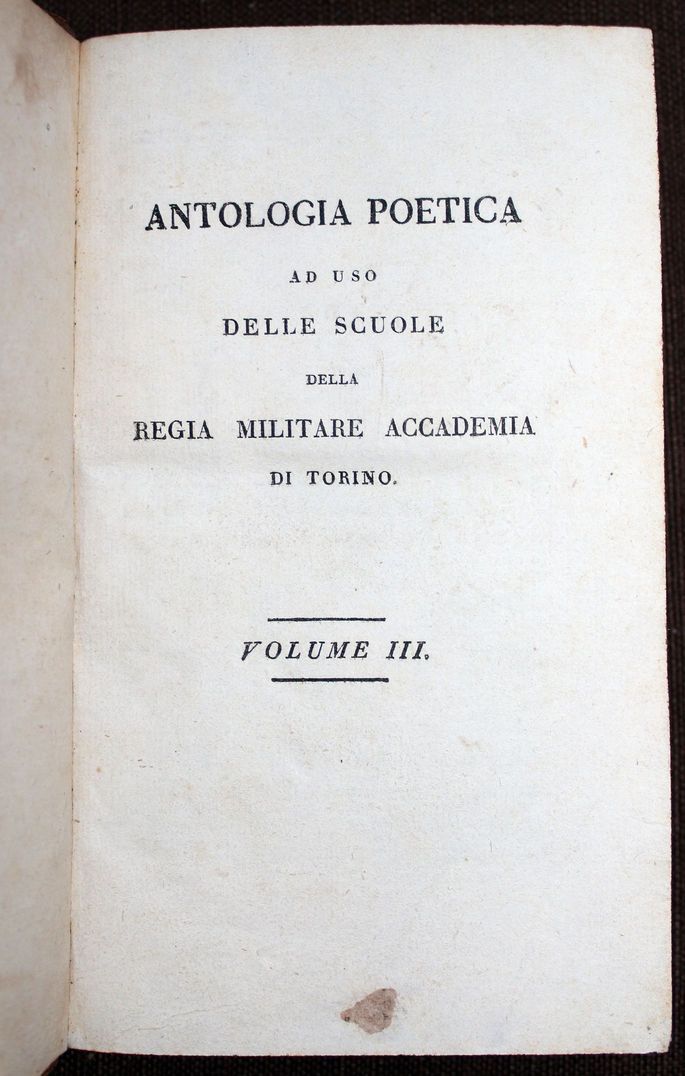 ANTOLOGIA POETICA
AD USO
DELLE SCUOLE
DELLA
REGIA MILITARE ACCADEMIA
DI TORINO.
VOLUME III.